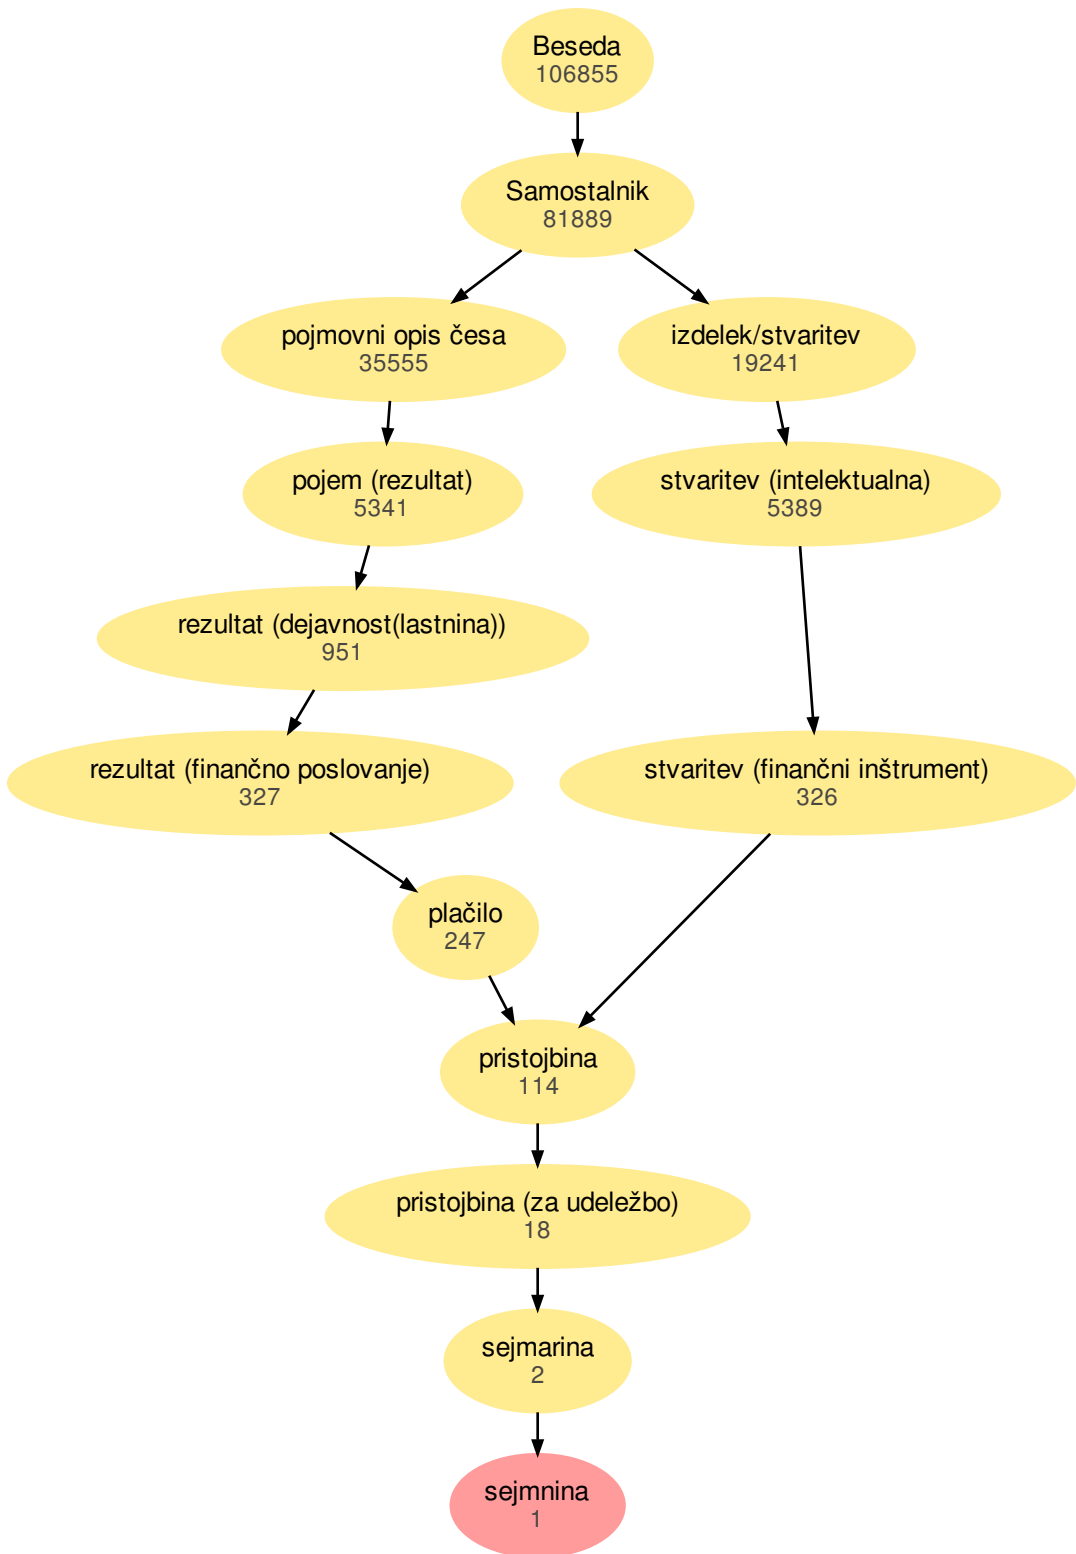 Beseda
106855
Samostalnik
81889
pojmovni opis česa
35555
izdelek/stvaritev
19241
pojem (rezultat)
5341
stvaritev (intelektualna)
5389
rezultat (dejavnost(lastnina))
951
rezultat (finančno poslovanje)
327
stvaritev (finančni inštrument)
326
plačilo
247
pristojbina
114
pristojbina (za udeležbo)
18
sejmarina
2
sejmnina
1